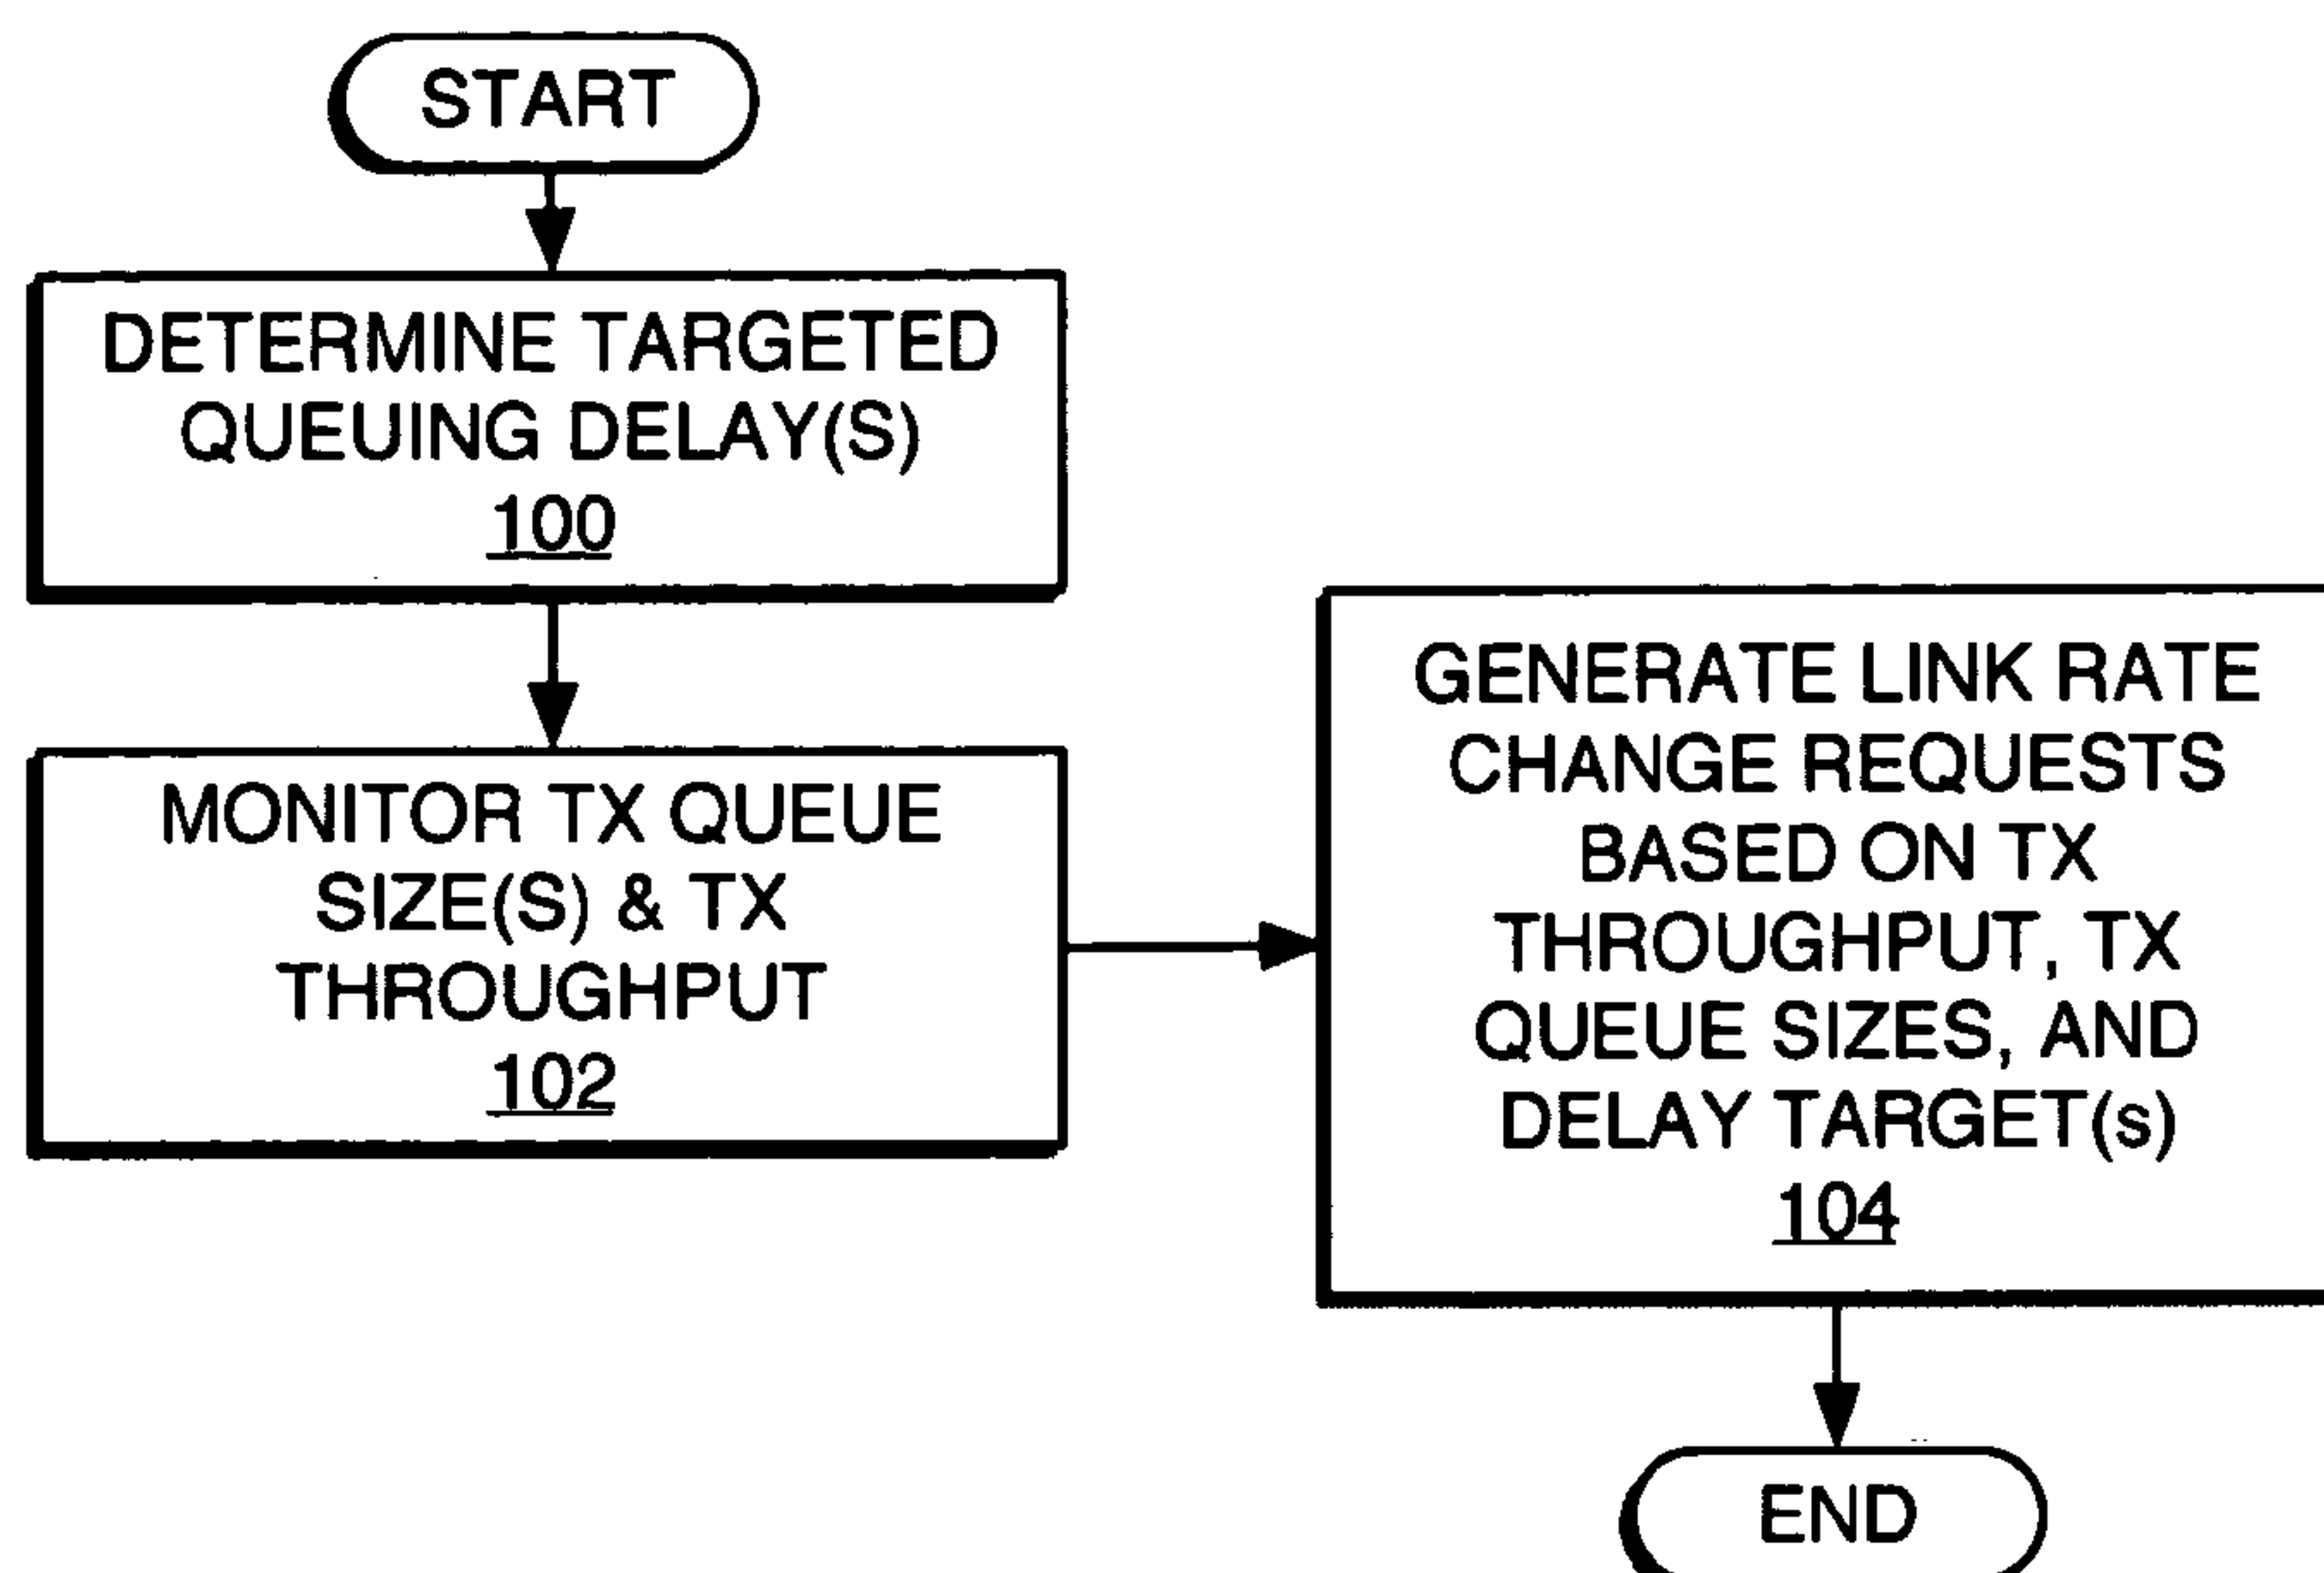 START
DETERMINE TARGETED
QUEUING DELAY(S)
100
MONITOR TX QUEUE
SIZE(S) & TX
THROUGHPUT
102
GENERATE LINK RATE
CHANGE REQUESTS
BASED ON TX
THROUGHPUT, TX
QUEUE SIZES, AND
DELAY TARGET(s)
104
END